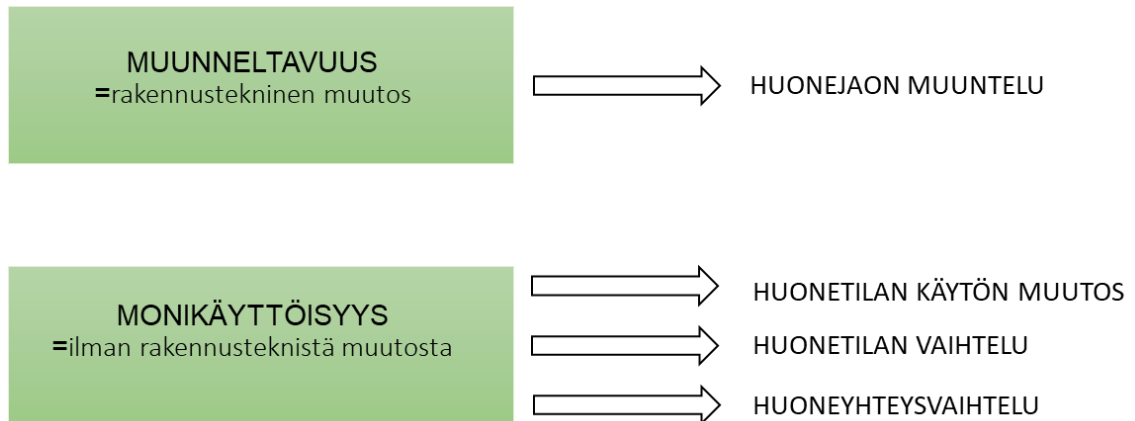 MUUNNELTAVUUS
=rakennustekninen muutos
HUONEJAON MUUNTELU
MONIKÄYTTÖISYYS
=ilman rakennusteknistä muutosta
HUONETILAN KÄYTÖN MUUTOS
HUONETILAN VAIHTELU
HUONEYHTEYSVAIHTELU